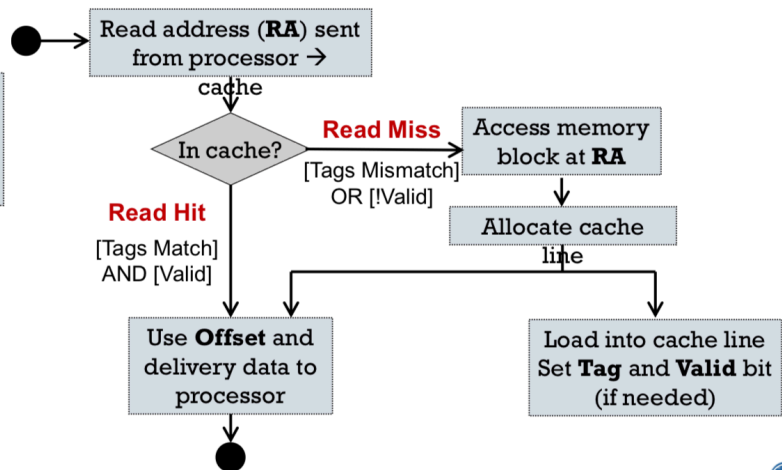 Read address (RA) sent
from processor →
cache
In cache?
Read Miss
[Tags Mismatch]
OR [!Valid]
Access memory
block at RA
Allocate cache
line
Read Hit
[Tags Match]
AND [Valid]
Use Offset and
delivery data to
processor
Load into cache line
Set Tag and Valid bit
(if needed)